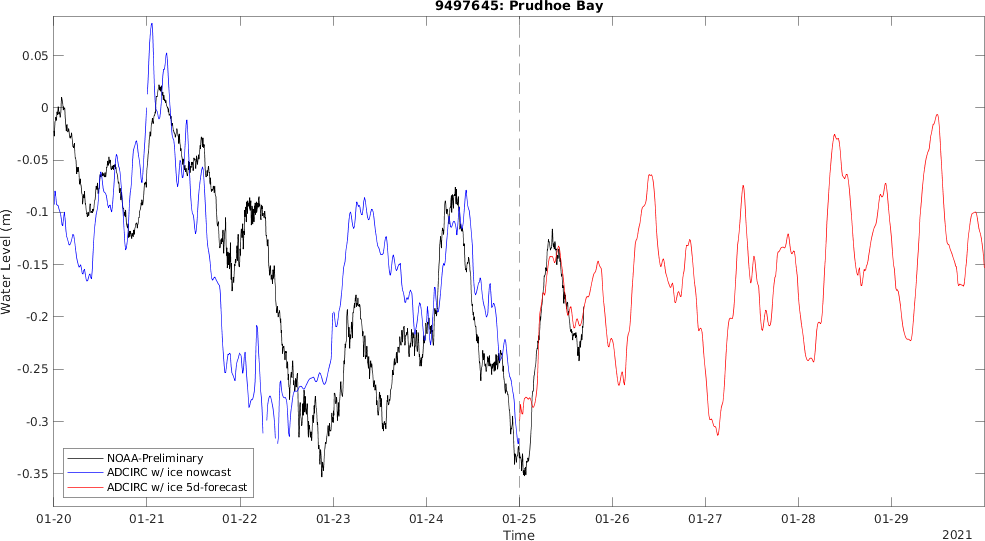 9497645: Prudhoe Bay
0.05
0
-0.05
-0.1
-0.15
-0.2
-0.25
-0.3
-0.35
Water Level (m)
NOAA-Preliminary
ADCIRC w/ ice nowcast
ADCIRC w/ ice 5d-forecast
01-20 01-21 01-22 01-23 01-24 01-25 01-26 01-27 01-28 01-29
Time
2021